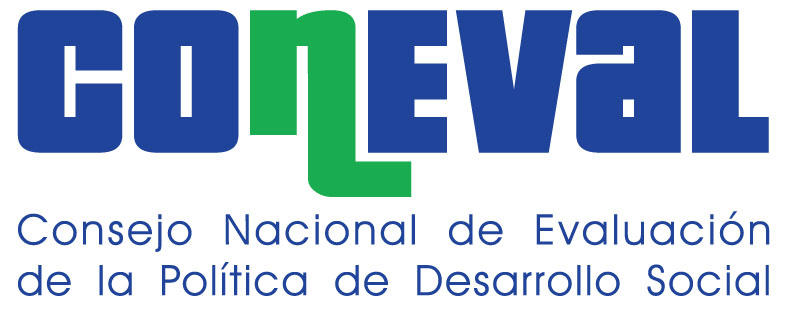 CONEVAL
Consejo Nacional de Evaluación
de la Política de Desarrollo Social